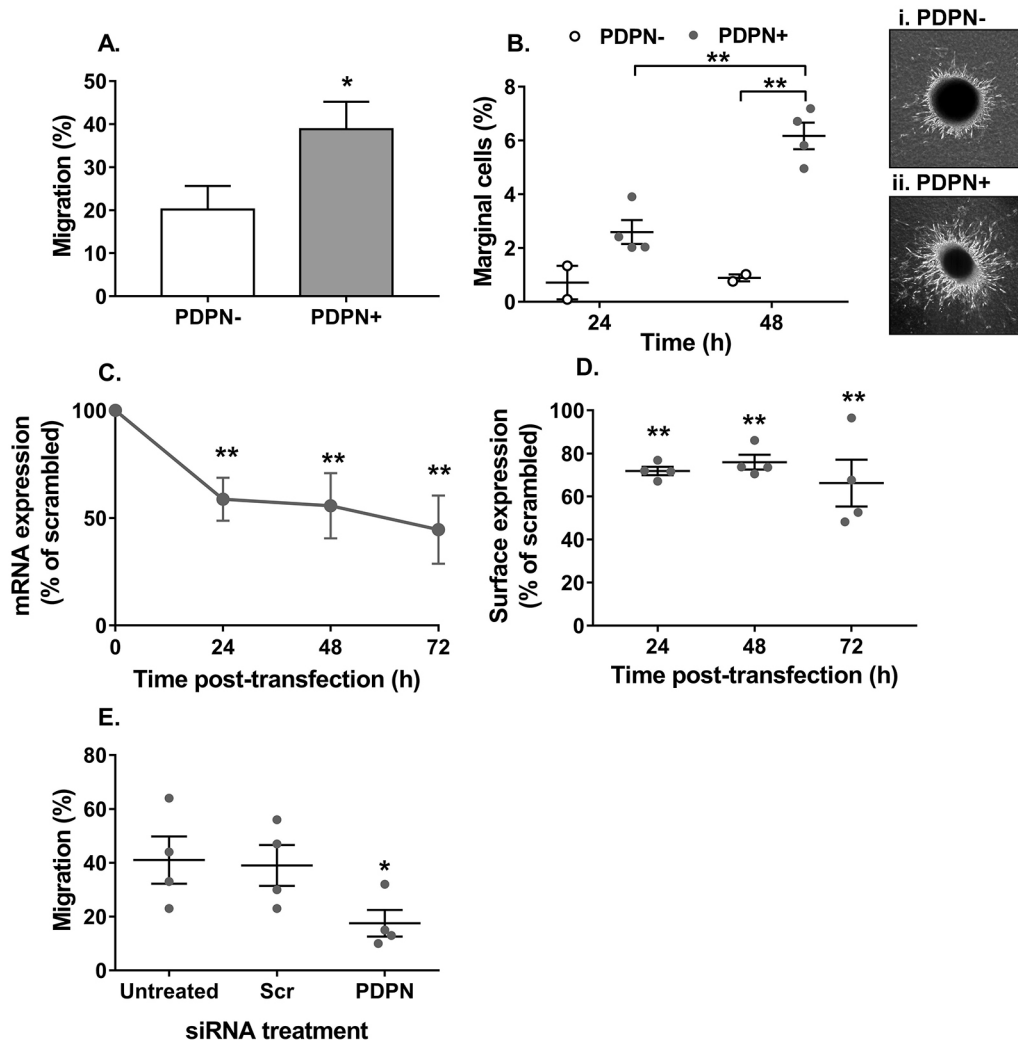 A.
Migration (%)
50
40
30
20
10
0
*
PDPN-
PDPN+
B.
PDPN-
PDPN+
Marginal cells (%)
8
6
4
2
0
**
**
24
48
Time (h)
i. PDPN-
ii. PDPN+
C.
mRNA expression
(% of scrambled)
100
50
0
**
**
**
0
24
48
72
Time post-transfection (h)
D.
Surface expression
(% of scrambled)
100
80
60
40
20
0
**
**
**
24
48
72
Time post-transfection (h)
E.
Migration (%)
80
60
40
20
0
*
Untreated
Scr
PDPN
siRNA treatment